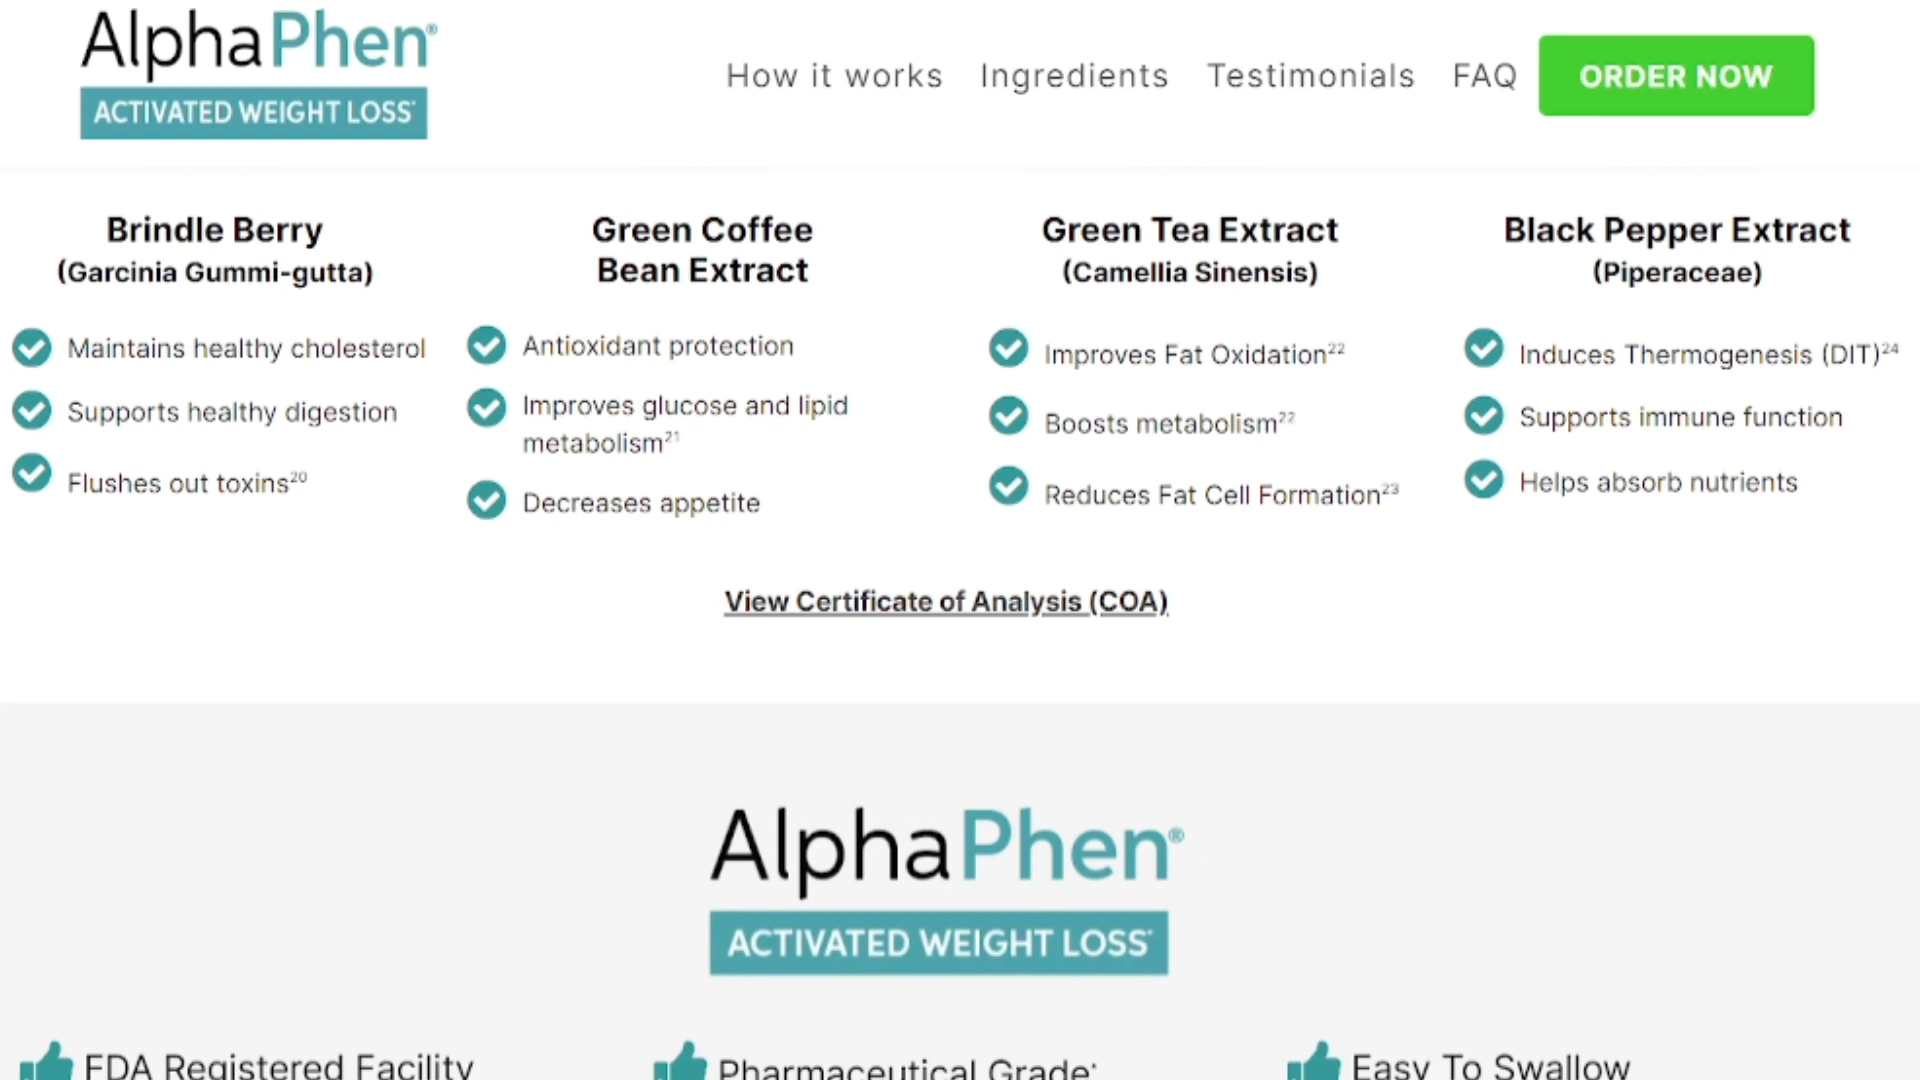 AlphaPhen®
ACTIVATED WEIGHT LOSS*
How it works Ingredients Testimonials FAQ ORDER NOW
Brindle Berry
(Garcinia Gummi-gutta)
Maintains healthy cholesterol
Supports healthy digestion
Flushes out toxins20
Green Coffee
Bean Extract
Antioxidant protection
Improves glucose and lipid
metabolism21
Decreases appetite
Green Tea Extract
(Camellia Sinensis)
Improves Fat Oxidation22
Boosts metabolism22
Reduces Fat Cell Formation23
Black Pepper Extract
(Piperaceae)
Induces Thermogenesis (DIT)24
Supports immune function
Helps absorb nutrients
View Certificate of Analysis (COA)
AlphaPhen®
ACTIVATED WEIGHT LOSS*
FDA Registered Facility
Pharmaceutical Grade*
Easy To Swallow